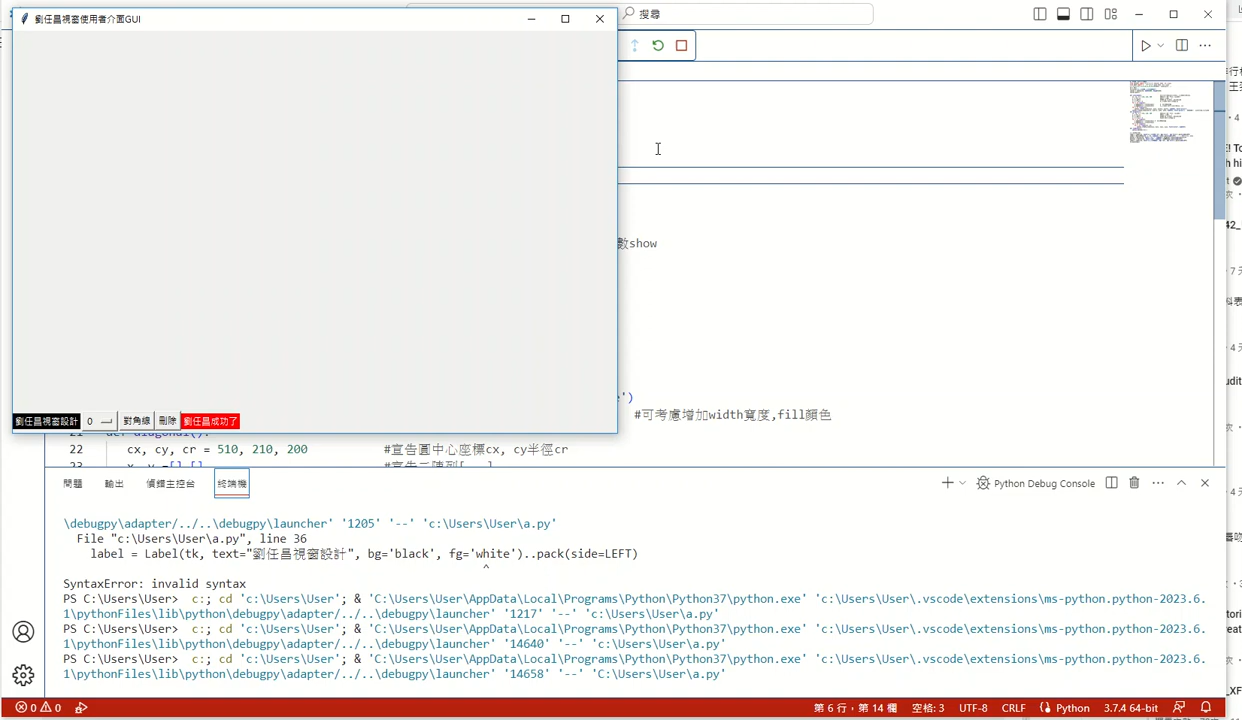 劉任昌視窗使用者介面GUI
搜尋
數show
e')
#可考慮增加width寬度,fill顏色
劉任昌視窗設計 0 對角線 刪除 劉任昌成功了
21 def diagonal():
22 cx, cy, cr = 510, 210, 200 #宣告圓中心座標cx, cy半徑cr
問題 輸出 偵錯主控台 終端機
Python Debug Console
\debugpy\adapter/../..\debugpy\launcher' '1205' '--' 'c:\Users\User\a.py'
File "c:\Users\User\a.py", line 36
label = Label(tk, text="劉任昌視窗設計", bg='black', fg='white')..pack(side=LEFT)
^
SyntaxError: invalid syntax
PS C:\Users\User> c:; cd 'c:\Users\User'; & 'C:\Users\User\AppData\Local\Programs\Python\Python37\python.exe' 'c:\Users\User\.vscode\extensions\ms-python.python-2023.6.
1\pythonFiles\lib\python\debugpy\adapter/../..\debugpy\launcher' '1217' '--' 'c:\Users\User\a.py'
PS C:\Users\User> c:; cd 'c:\Users\User'; & 'C:\Users\User\AppData\Local\Programs\Python\Python37\python.exe' 'c:\Users\User\.vscode\extensions\ms-python.python-2023.6.
1\pythonFiles\lib\python\debugpy\adapter/../..\debugpy\launcher' '14640' '--' 'c:\Users\User\a.py'
PS C:\Users\User> c:; cd 'c:\Users\User'; & 'C:\Users\User\AppData\Local\Programs\Python\Python37\python.exe' 'c:\Users\User\.vscode\extensions\ms-python.python-2023.6.
1\pythonFiles\lib\python\debugpy\adapter/../..\debugpy\launcher' '14658' '--' 'C:\Users\User\a.py'
0 0 第 6 行，第 14 欄 空格: 3 UTF-8 CRLF Python 3.7.4 64-bit